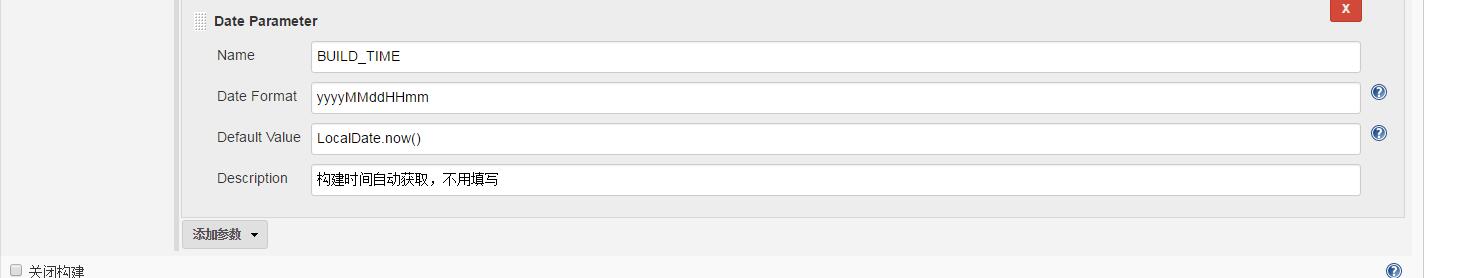 Date Parameter
X
Name
BUILD_TIME
Date Format
yyyyMMddHHmm
Default Value
LocalDate.now()
Description
构建时间自动获取，不用填写
添加参数
关闭构建